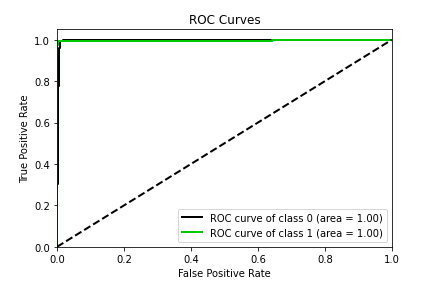 ROC Curves
True Positive Rate
1.0
0.8
0.6
0.4
0.2
0.0
ROC curve of class 0 (area = 1.00)
ROC curve of class 1 (area = 1.00)
0.0 0.2 0.4 0.6 0.8 1.0
False Positive Rate